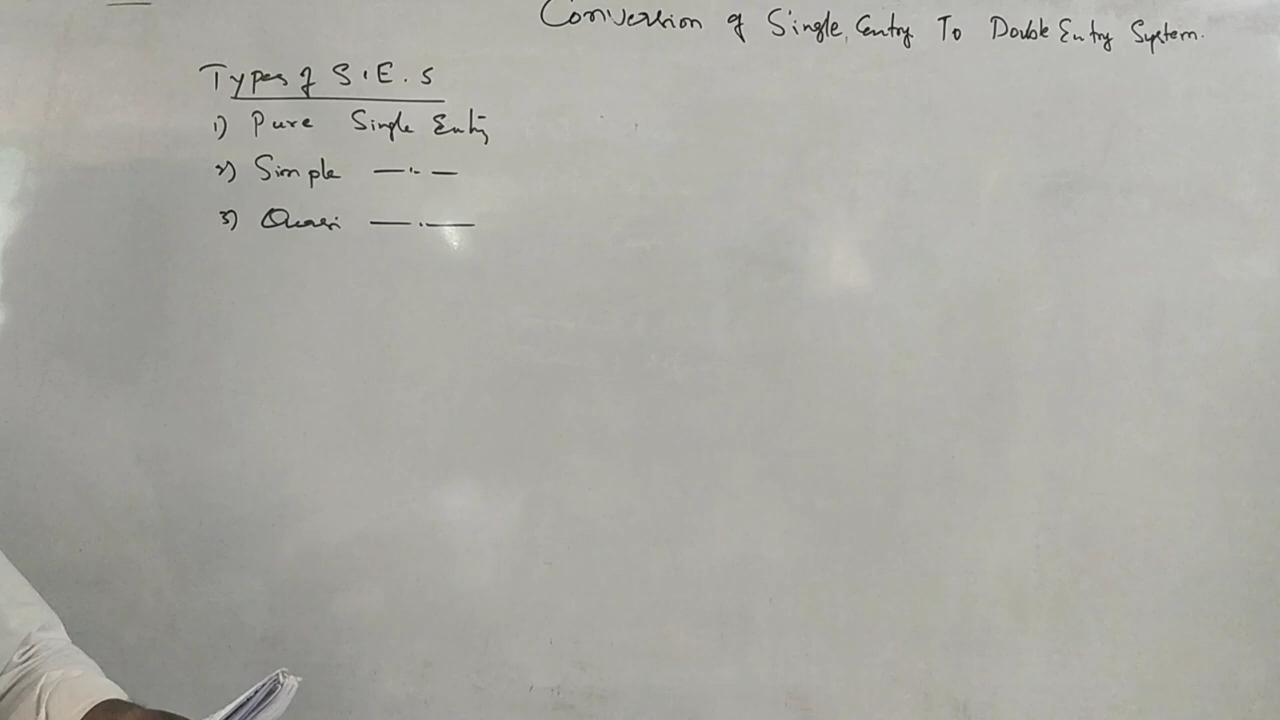 Conversion of Single Entry To Double Entry System.
Types of S.E.S
1) Pure Single Entry
2) Simple —"—
3) Quasi —"—